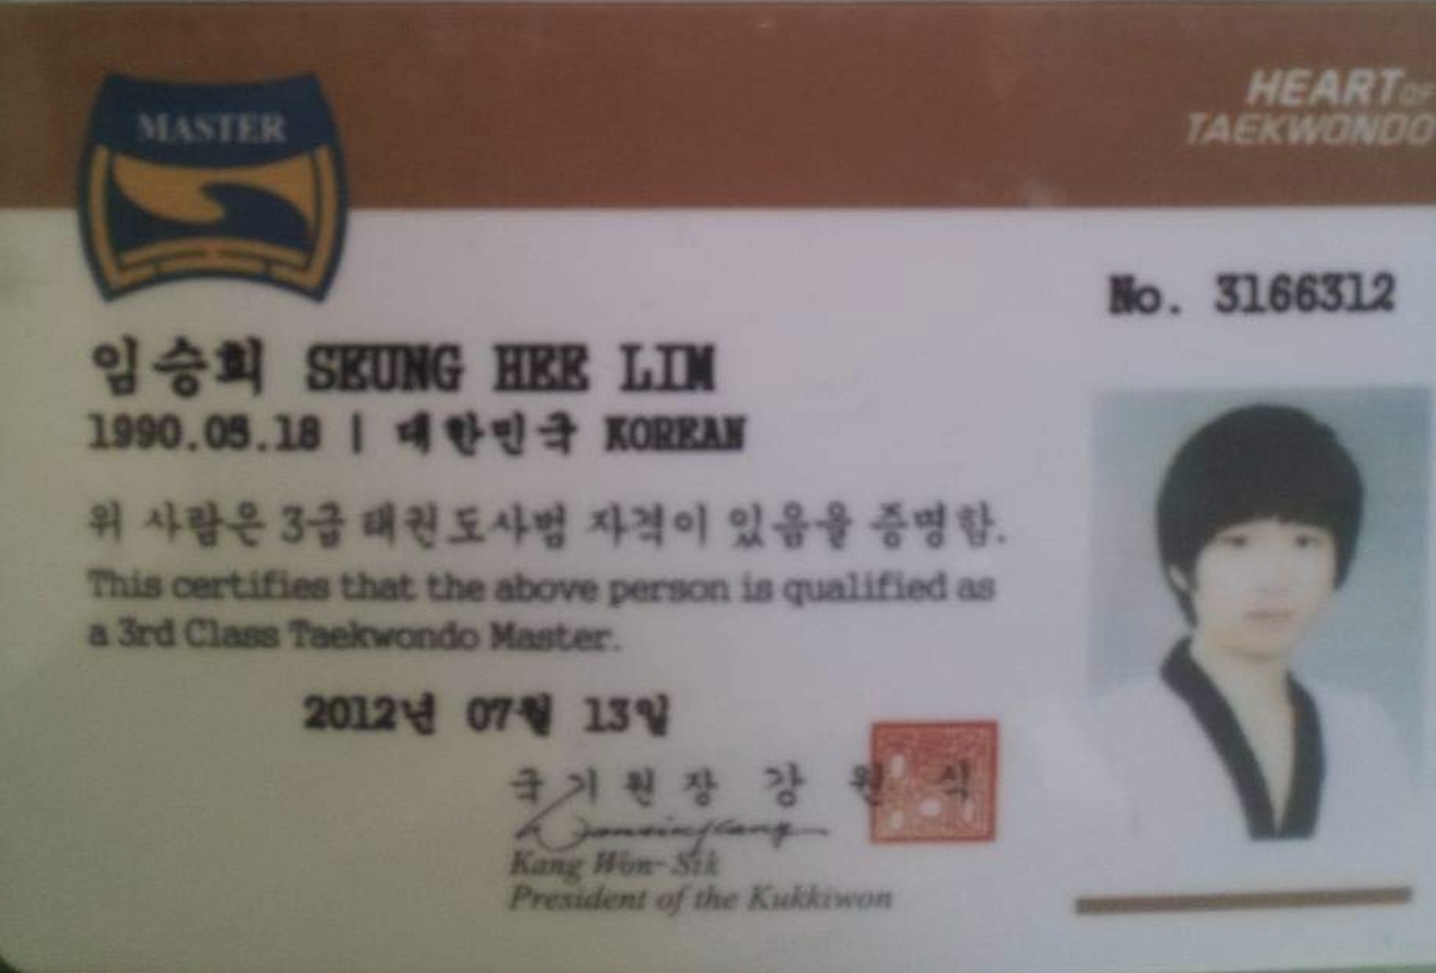 MASTER
HEART OF
TAEKWONDO
No. 3166312
임승희 SEUNG HEE LIM
1990.05.18 | 대한민국 KOREAN
위 사람은 3급 태권도사범 자격이 있음을 증명함.
This certifies that the above person is qualified as
a 3rd Class Taekwondo Master.
2012년 07월 13일
국기원장 강 원 식
Kang Won-Sik
President of the Kukkiwon